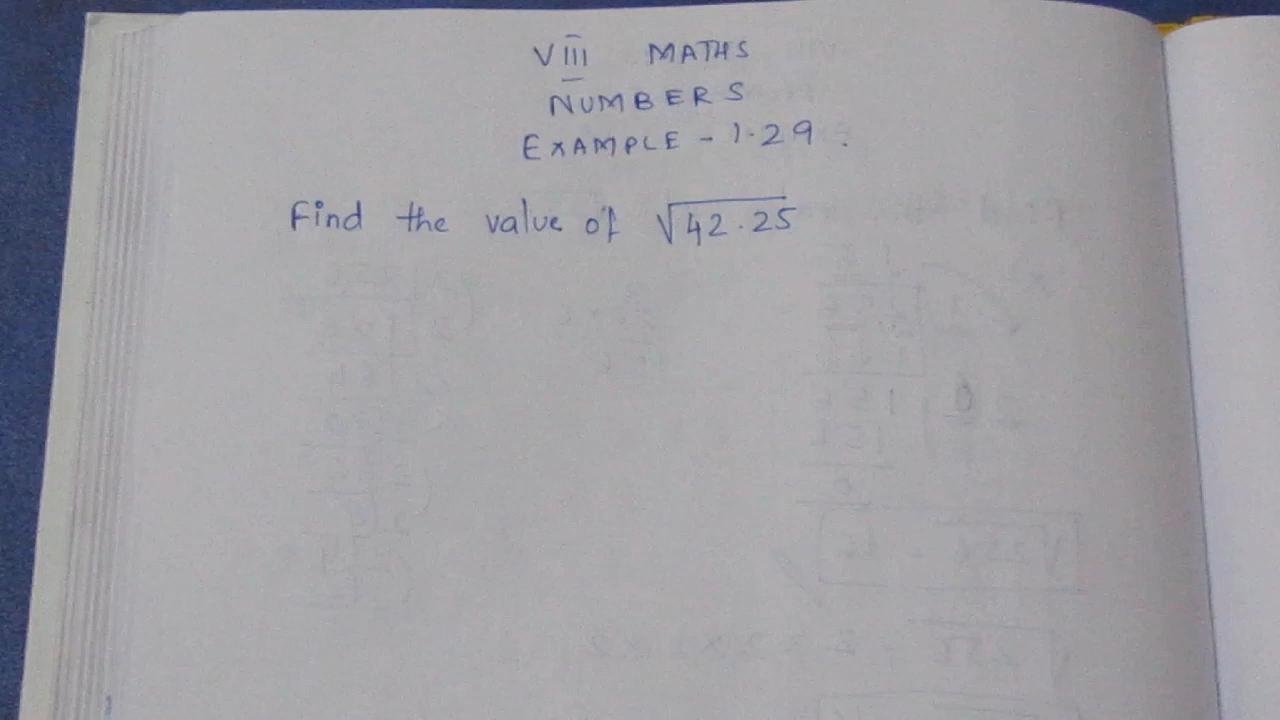 VIII MATHS
NUMBERS
EXAMPLE - 1.29.
Find the value of √42.25